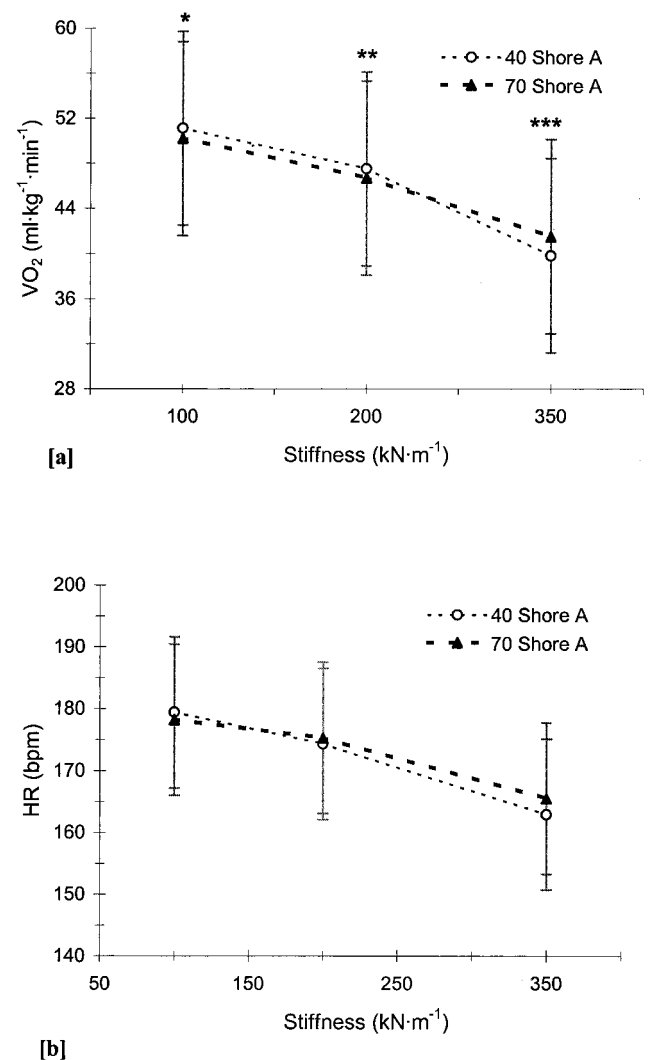 *
**
***
40 Shore A
70 Shore A
60
52
44
36
28
VO₂ (ml·kg⁻¹·min⁻¹)
100 200 350
Stiffness (kN·m⁻¹)
[a]
40 Shore A
70 Shore A
200
190
180
170
160
150
140
HR (bpm)
50 150 250 350
Stiffness (kN·m⁻¹)
[b]